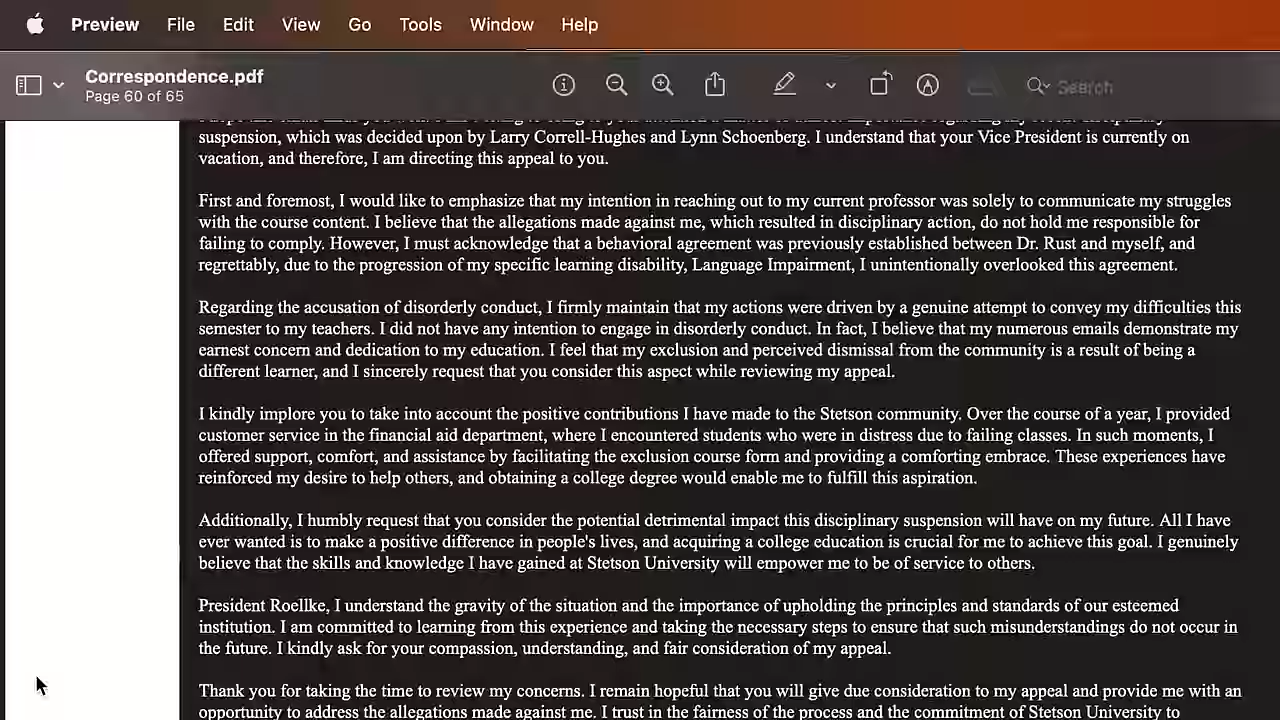 Preview File Edit View Go Tools Window Help
Correspondence.pdf
Page 60 of 65
Search
suspension, which was decided upon by Larry Correll-Hughes and Lynn Schoenberg. I understand that your Vice President is currently on
vacation, and therefore, I am directing this appeal to you.
First and foremost, I would like to emphasize that my intention in reaching out to my current professor was solely to communicate my struggles
with the course content. I believe that the allegations made against me, which resulted in disciplinary action, do not hold me responsible for
failing to comply. However, I must acknowledge that a behavioral agreement was previously established between Dr. Rust and myself, and
regrettably, due to the progression of my specific learning disability, Language Impairment, I unintentionally overlooked this agreement.
Regarding the accusation of disorderly conduct, I firmly maintain that my actions were driven by a genuine attempt to convey my difficulties this
semester to my teachers. I did not have any intention to engage in disorderly conduct. In fact, I believe that my numerous emails demonstrate my
earnest concern and dedication to my education. I feel that my exclusion and perceived dismissal from the community is a result of being a
different learner, and I sincerely request that you consider this aspect while reviewing my appeal.
I kindly implore you to take into account the positive contributions I have made to the Stetson community. Over the course of a year, I provided
customer service in the financial aid department, where I encountered students who were in distress due to failing classes. In such moments, I
offered support, comfort, and assistance by facilitating the exclusion course form and providing a comforting embrace. These experiences have
reinforced my desire to help others, and obtaining a college degree would enable me to fulfill this aspiration.
Additionally, I humbly request that you consider the potential detrimental impact this disciplinary suspension will have on my future. All I have
ever wanted is to make a positive difference in people's lives, and acquiring a college education is crucial for me to achieve this goal. I genuinely
believe that the skills and knowledge I have gained at Stetson University will empower me to be of service to others.
President Roellke, I understand the gravity of the situation and the importance of upholding the principles and standards of our esteemed
institution. I am committed to learning from this experience and taking the necessary steps to ensure that such misunderstandings do not occur in
the future. I kindly ask for your compassion, understanding, and fair consideration of my appeal.
Thank you for taking the time to review my concerns. I remain hopeful that you will give due consideration to my appeal and provide me with an
opportunity to address the allegations made against me. I trust in the fairness of the process and the commitment of Stetson University to